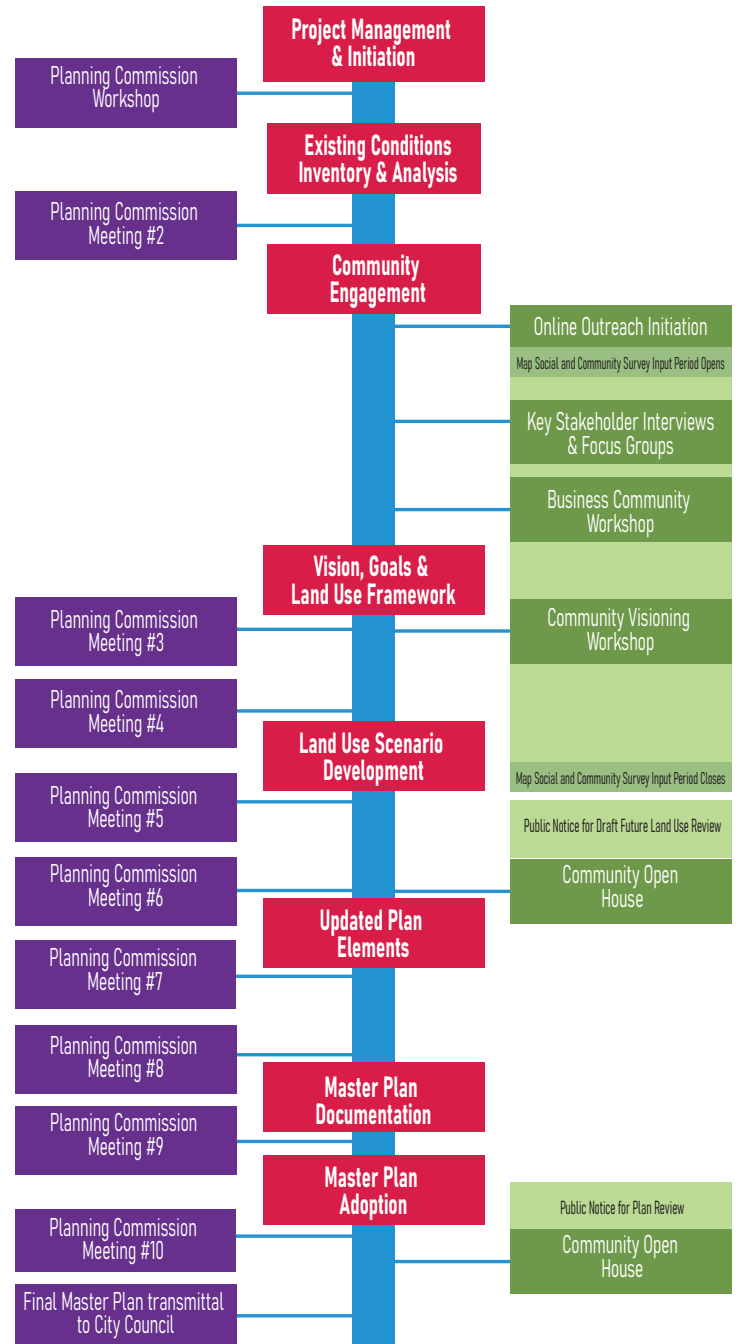 Project Management
& Initiation
Planning Commission
Workshop
Existing Conditions
Inventory & Analysis
Planning Commission
Meeting #2
Community
Engagement
Online Outreach Initiation
Map Social and Community Survey Input Period Opens
Key Stakeholder Interviews
& Focus Groups
Business Community
Workshop
Vision, Goals &
Land Use Framework
Planning Commission
Meeting #3
Community Visioning
Workshop
Planning Commission
Meeting #4
Land Use Scenario
Development
Map Social and Community Survey Input Period Closes
Planning Commission
Meeting #5
Public Notice for Draft Future Land Use Review
Planning Commission
Meeting #6
Community Open
House
Updated Plan
Elements
Planning Commission
Meeting #7
Planning Commission
Meeting #8
Master Plan
Documentation
Planning Commission
Meeting #9
Master Plan
Adoption
Public Notice for Plan Review
Planning Commission
Meeting #10
Community Open
House
Final Master Plan transmittal
to City Council